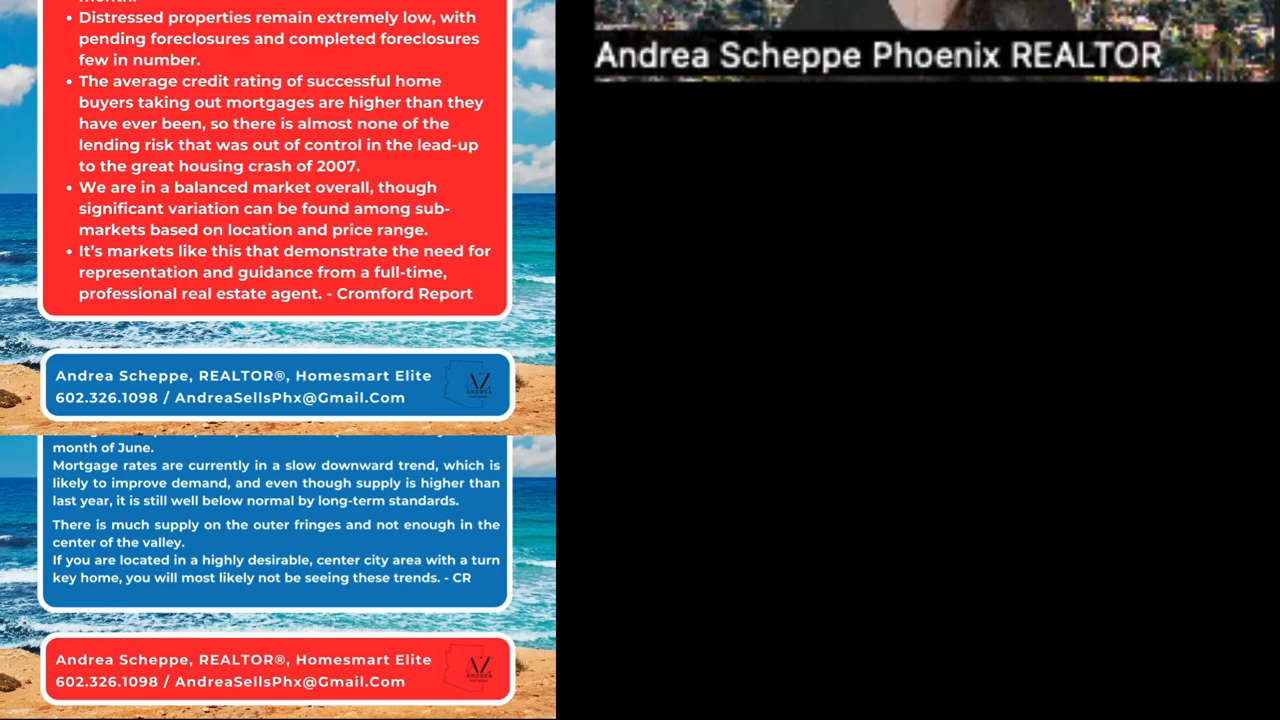 • Distressed properties remain extremely low, with
pending foreclosures and completed foreclosures
few in number.
• The average credit rating of successful home
buyers taking out mortgages are higher than they
have ever been, so there is almost none of the
lending risk that was out of control in the lead-up
to the great housing crash of 2007.
• We are in a balanced market overall, though
significant variation can be found among sub-
markets based on location and price range.
• It’s markets like this that demonstrate the need for
representation and guidance from a full-time,
professional real estate agent. - Cromford Report
Andrea Scheppe, REALTOR®, Homesmart Elite
602.326.1098 / AndreaSellsPhx@Gmail.Com
AZ
ANDREA
month of June.
Mortgage rates are currently in a slow downward trend, which is
likely to improve demand, and even though supply is higher than
last year, it is still well below normal by long-term standards.
There is much supply on the outer fringes and not enough in the
center of the valley.
If you are located in a highly desirable, center city area with a turn
key home, you will most likely not be seeing these trends. - CR
Andrea Scheppe, REALTOR®, Homesmart Elite
602.326.1098 / AndreaSellsPhx@Gmail.Com
AZ
ANDREA
Andrea Scheppe Phoenix REALTOR